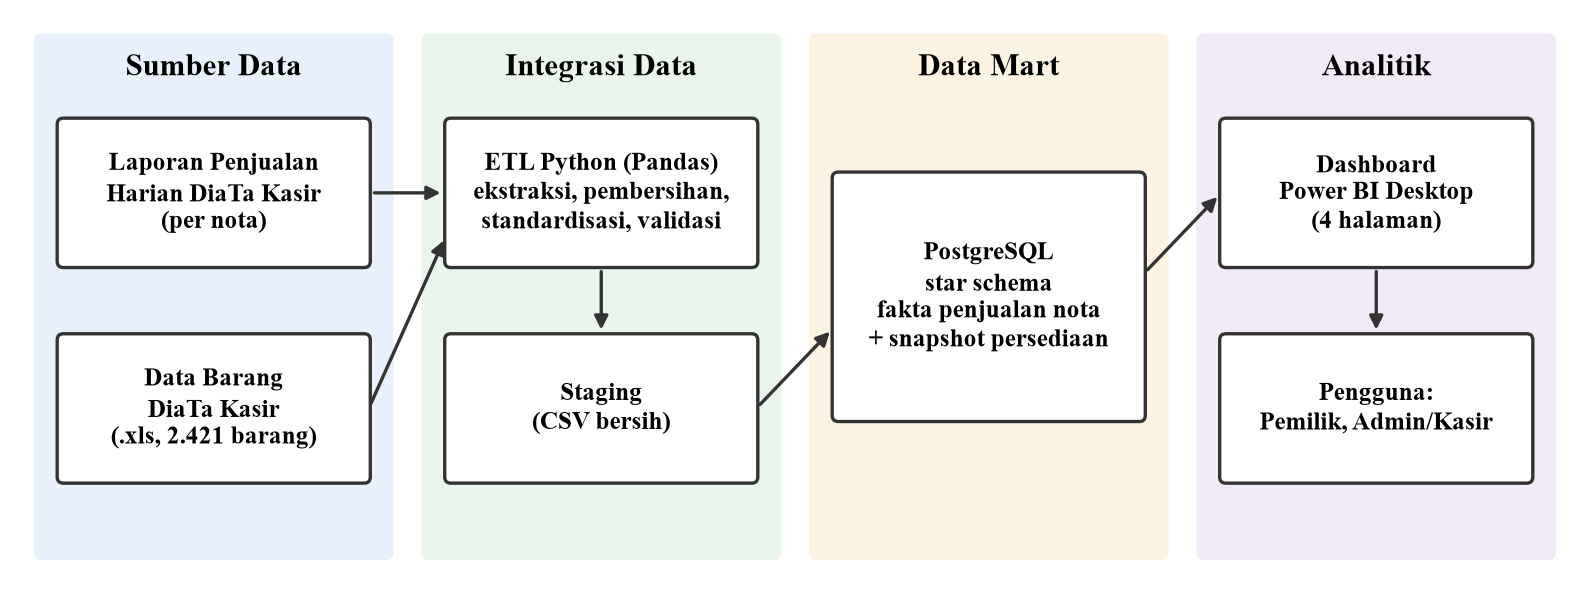 Sumber Data
Laporan Penjualan
Harian DiaTa Kasir
(per nota)
Data Barang
DiaTa Kasir
(.xls, 2.421 barang)
Integrasi Data
ETL Python (Pandas)
ekstraksi, pembersihan,
standardisasi, validasi
Staging
(CSV bersih)
Data Mart
PostgreSQL
star schema
fakta penjualan nota
+ snapshot persediaan
Analitik
Dashboard
Power BI Desktop
(4 halaman)
Pengguna:
Pemilik, Admin/Kasir